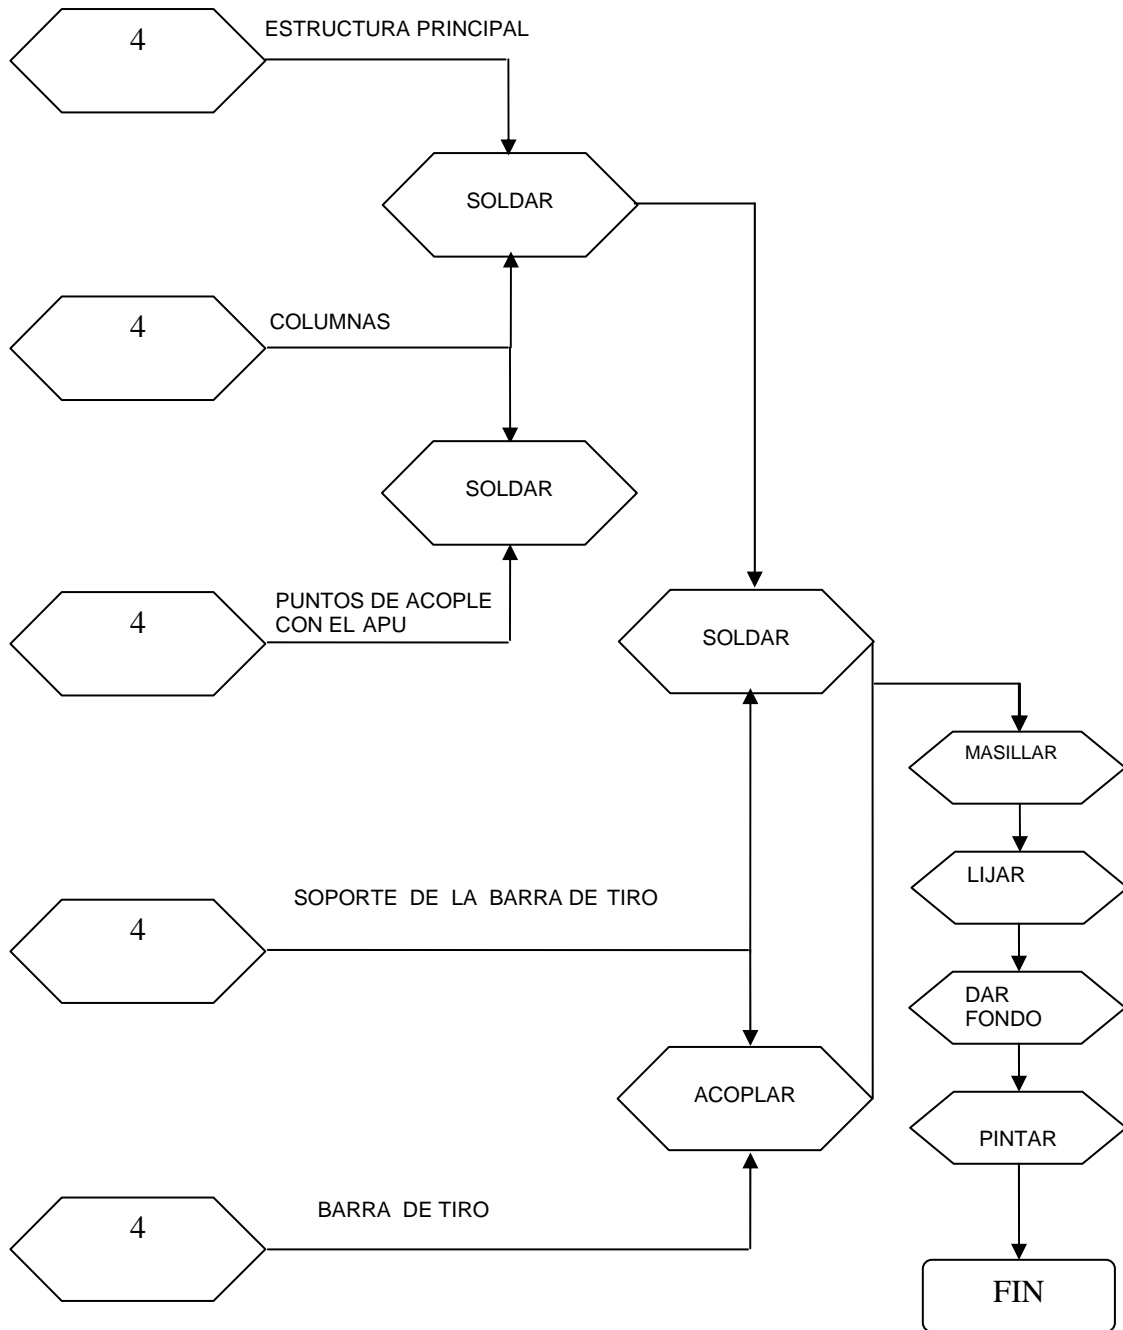 4
ESTRUCTURA PRINCIPAL
SOLDAR
4
COLUMNAS
SOLDAR
4
PUNTOS DE ACOPLE
CON EL APU
SOLDAR
MASILLAR
LIJAR
4
SOPORTE DE LA BARRA DE TIRO
DAR
FONDO
ACOPLAR
PINTAR
4
BARRA DE TIRO
FIN